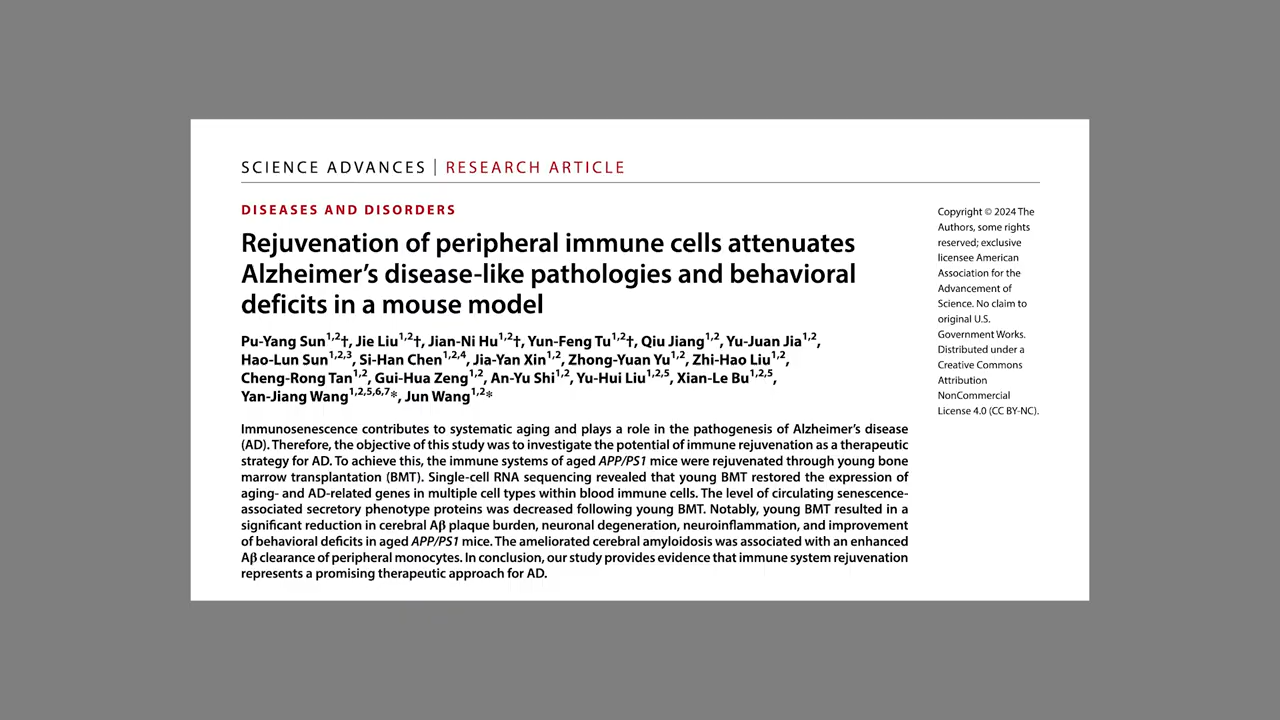 SCIENCE ADVANCES | RESEARCH ARTICLE
DISEASES AND DISORDERS
Rejuvenation of peripheral immune cells attenuates
Alzheimer’s disease-like pathologies and behavioral
deficits in a mouse model
Pu-Yang Sun1,2†, Jie Liu1,2†, Jian-Ni Hu1,2†, Yun-Feng Tu1,2†, Qiu Jiang1,2, Yu-Juan Jia1,2,
Hao-Lun Sun1,2,3, Si-Han Chen1,2,4, Jia-Yan Xin1,2, Zhong-Yuan Yu1,2, Zhi-Hao Liu1,2,
Cheng-Rong Tan1,2, Gui-Hua Zeng1,2, An-Yu Shi1,2, Yu-Hui Liu1,2,5, Xian-Le Bu1,2,5,
Yan-Jiang Wang1,2,5,6,7*, Jun Wang1,2*
Immunosenescence contributes to systematic aging and plays a role in the pathogenesis of Alzheimer’s disease
(AD). Therefore, the objective of this study was to investigate the potential of immune rejuvenation as a therapeutic
strategy for AD. To achieve this, the immune systems of aged APP/PS1 mice were rejuvenated through young bone
marrow transplantation (BMT). Single-cell RNA sequencing revealed that young BMT restored the expression of
aging- and AD-related genes in multiple cell types within blood immune cells. The level of circulating senescence-
associated secretory phenotype proteins was decreased following young BMT. Notably, young BMT resulted in a
significant reduction in cerebral Aβ plaque burden, neuronal degeneration, neuroinflammation, and improvement
of behavioral deficits in aged APP/PS1 mice. The ameliorated cerebral amyloidosis was associated with an enhanced
Aβ clearance of peripheral monocytes. In conclusion, our study provides evidence that immune system rejuvenation
represents a promising therapeutic approach for AD.
Copyright © 2024 The
Authors, some rights
reserved; exclusive
licensee American
Association for the
Advancement of
Science. No claim to
original U.S.
Government Works.
Distributed under a
Creative Commons
Attribution
NonCommercial
License 4.0 (CC BY-NC).